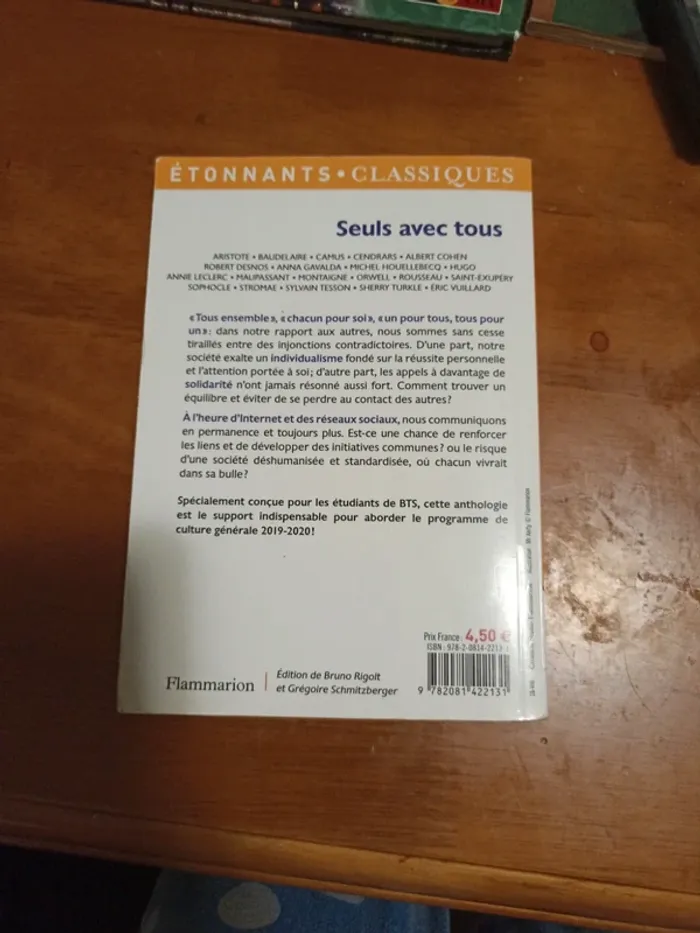 ÉTONNANTS • CLASSIQUES
Seuls avec tous
ARISTOTE • BAUDELAIRE • CAMUS • CENDRARS • ALBERT COHEN
ROBERT DESNOS • ANNA GAVALDA • MICHEL HOUELLEBECQ • HUGO
ANNIE LECLERC • MAUPASSANT • MONTAIGNE • ORWELL • ROUSSEAU • SAINT-EXUPÉRY
SOPHOCLE • STROMAE • SYLVAIN TESSON • SHERRY TURKLE • ÉRIC VUILLARD
« Tous ensemble », « chacun pour soi », « un pour tous, tous pour
un » : dans notre rapport aux autres, nous sommes sans cesse
tiraillés entre des injonctions contradictoires. D'une part, notre
société exalte un individualisme fondé sur la réussite personnelle
et l'attention portée à soi ; d'autre part, les appels à davantage de
solidarité n'ont jamais résonné aussi fort. Comment trouver un
équilibre et éviter de se perdre au contact des autres ?
À l'heure d'Internet et des réseaux sociaux, nous communiquons
en permanence et toujours plus. Est-ce une chance de renforcer
les liens et de développer des initiatives communes ? ou le risque
d'une société déshumanisée et standardisée, où chacun vivrait
dans sa bulle ?
Spécialement conçue pour les étudiants de BTS, cette anthologie
est le support indispensable pour aborder le programme de
culture générale 2019-2020 !
Prix France : 4,50 €
ISBN : 978-2-0814-2213-1
9 782081 422131
Flammarion
Édition de Bruno Rigolt
et Grégoire Schmitzberger